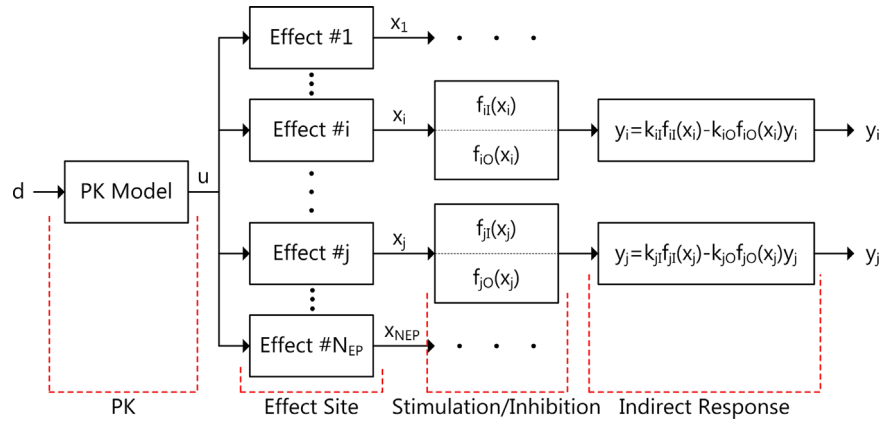 Effect #1
x₁
Effect #i
xᵢ
fᵢI(xᵢ)
fᵢO(xᵢ)
yᵢ=kᵢIfᵢI(xᵢ)-kᵢOfᵢO(xᵢ)yᵢ
yᵢ
d
PK Model
u
Effect #j
xⱼ
fⱼI(xⱼ)
fⱼO(xⱼ)
yⱼ=kⱼIfⱼI(xⱼ)-kⱼOfⱼO(xⱼ)yⱼ
yⱼ
Effect #NEP
xNEP
PK
Effect Site
Stimulation/Inhibition
Indirect Response